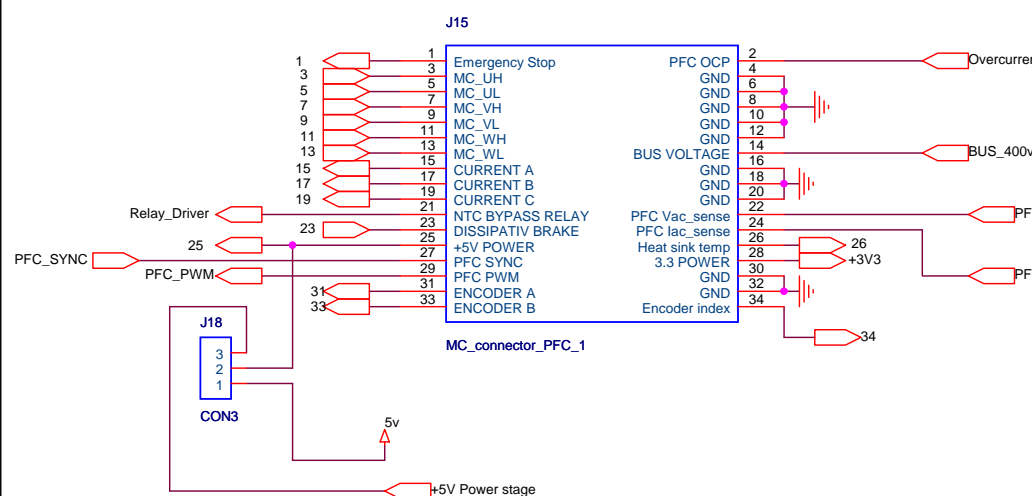 J15
1 1 Emergency Stop PFC OCP 2 Overcurre
3 3 MC_UH GND 4
5 5 MC_UL GND 6
7 7 MC_VH GND 8
9 9 MC_VL GND 10
11 11 MC_WH GND 12
13 13 MC_WL BUS VOLTAGE 14 BUS_400v
15 15 CURRENT A GND 16
17 17 CURRENT B GND 18
19 19 CURRENT C GND 20
Relay_Driver 21 NTC BYPASS RELAY PFC Vac_sense 22 PF
23 23 DISSIPATIV BRAKE PFC Iac_sense 24
25 25 +5V POWER Heat sink temp 26 26
PFC_SYNC 27 PFC SYNC 3.3 POWER 28 +3V3
PFC_PWM 29 PFC PWM GND 30 PF
31 31 ENCODER A GND 32
33 33 ENCODER B Encoder index 34
34
J18
MC_connector_PFC_1
3
2
1
CON3
5v
+5V Power stage